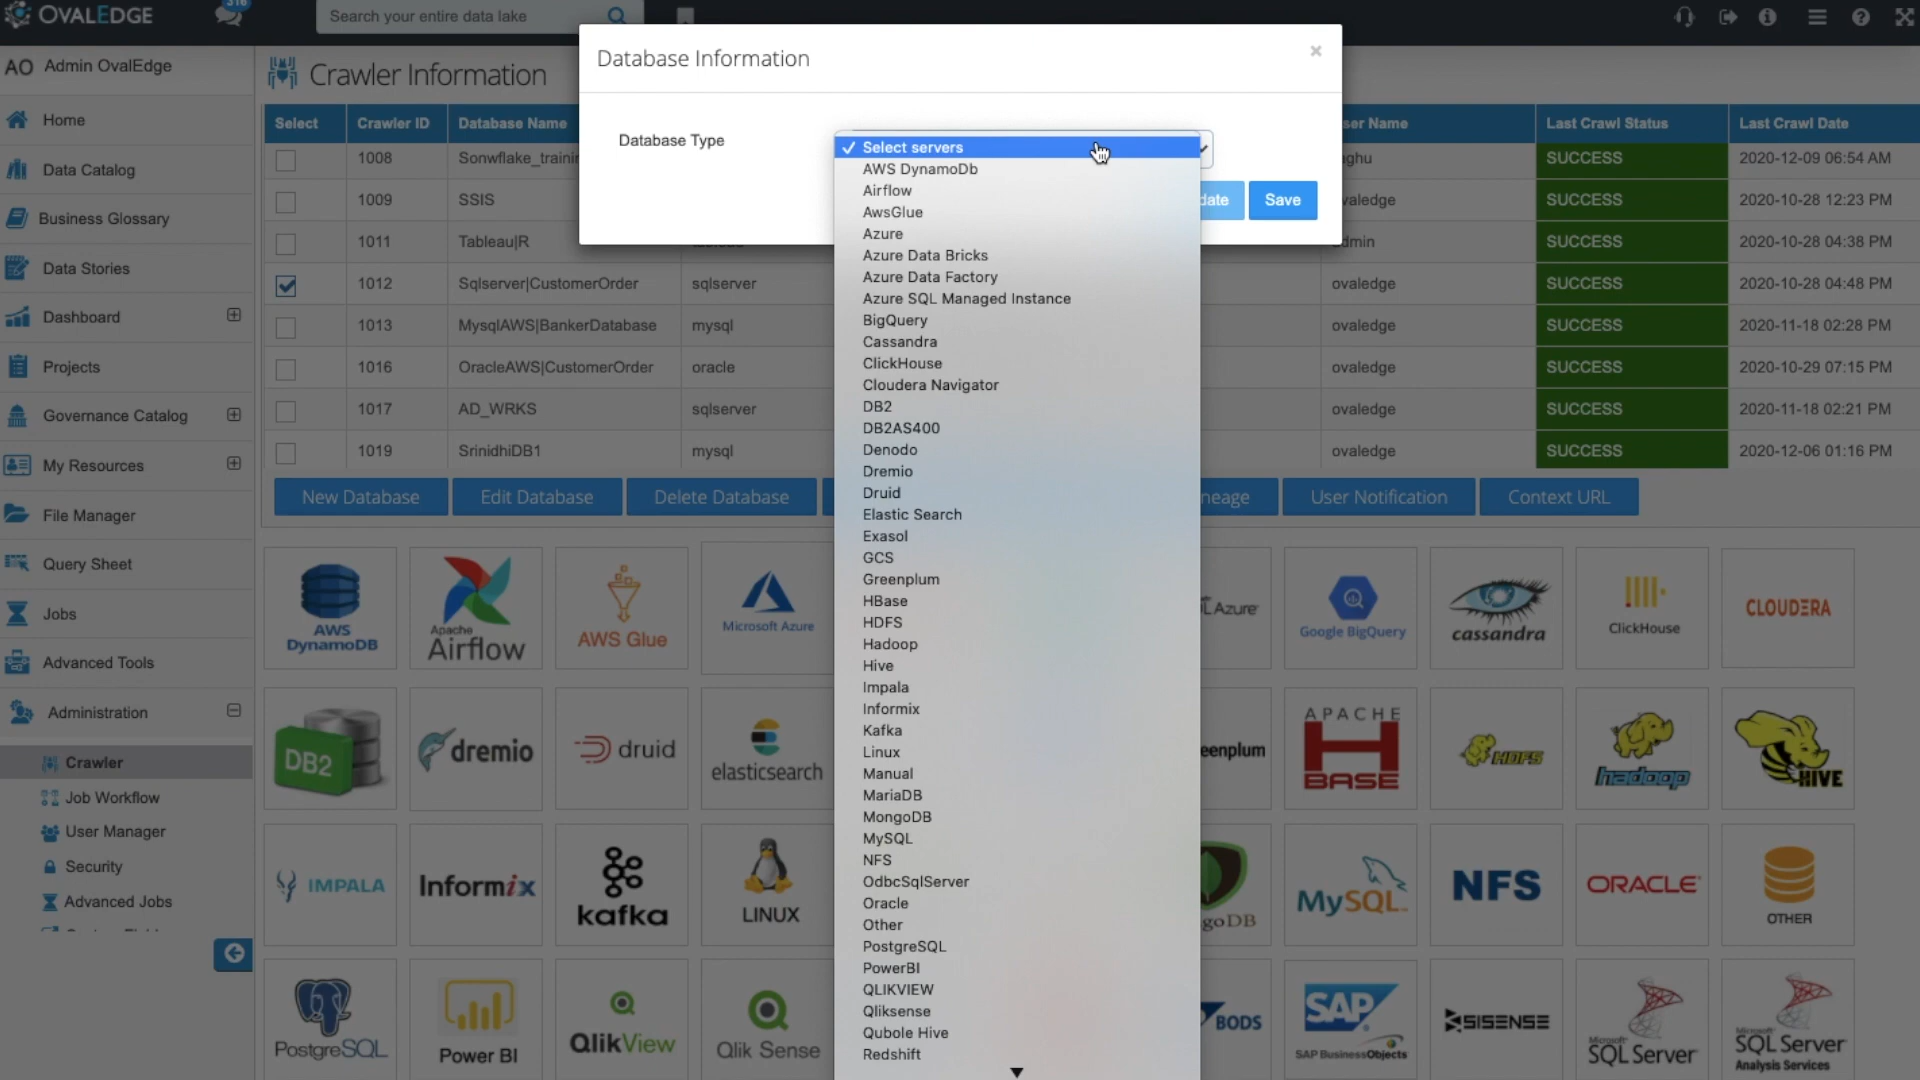 OVALEDGE
316
Search your entire data lake
AO Admin OvalEdge
Home
Data Catalog
Business Glossary
Data Stories
Dashboard
Projects
Governance Catalog
My Resources
File Manager
Query Sheet
Jobs
Advanced Tools
Administration
Crawler
Job Workflow
User Manager
Security
Advanced Jobs
Crawler Information
Database Information
×
Database Type
Save
Select servers
AWS DynamoDb
Airflow
AwsGlue
Azure
Azure Data Bricks
Azure Data Factory
Azure SQL Managed Instance
BigQuery
Cassandra
ClickHouse
Cloudera Navigator
DB2
DB2AS400
Denodo
Dremio
Druid
Elastic Search
Exasol
GCS
Greenplum
HBase
HDFS
Hadoop
Hive
Impala
Informix
Kafka
Linux
Manual
MariaDB
MongoDB
MySQL
NFS
OdbcSqlServer
Oracle
Other
PostgreSQL
PowerBI
QLIKVIEW
Qliksense
Qubole Hive
Redshift
Select Crawler ID Database Name ser Name Last Crawl Status Last Crawl Date
1008 Sonwflake_trainin ghu SUCCESS 2020-12-09 06:54 AM
1009 SSIS valedge SUCCESS 2020-10-28 12:23 PM
1011 Tableau|R dmin SUCCESS 2020-10-28 04:38 PM
1012 Sqlserver|CustomerOrder sqlserver ovaledge SUCCESS 2020-10-28 04:48 PM
1013 MysqlAWS|BankerDatabase mysql ovaledge SUCCESS 2020-11-18 02:28 PM
1016 OracleAWS|CustomerOrder oracle ovaledge SUCCESS 2020-10-29 07:15 PM
1017 AD_WRKS sqlserver ovaledge SUCCESS 2020-11-18 02:21 PM
1019 SrinidhiDB1 mysql ovaledge SUCCESS 2020-12-06 01:16 PM
New Database Edit Database Delete Database neage User Notification Context URL
AWS
DynamoDB
Apache
Airflow
AWS Glue
Microsoft Azure
Azure
Google BigQuery
cassandra
ClickHouse
CLOUDERA
DB2
dremio
druid
elasticsearch
eenplum
APACHE
HBASE
HDFS
hadoop
HIVE
IMPALA
Informix
kafka
LINUX
goDB
MySQL
NFS
ORACLE
OTHER
PostgreSQL
Power BI
QlikView
Qlik Sense
BODS
SAP
SAP BusinessObjects
SISENSE
Microsoft
SQL Server
Microsoft
SQL Server
Analysis Services